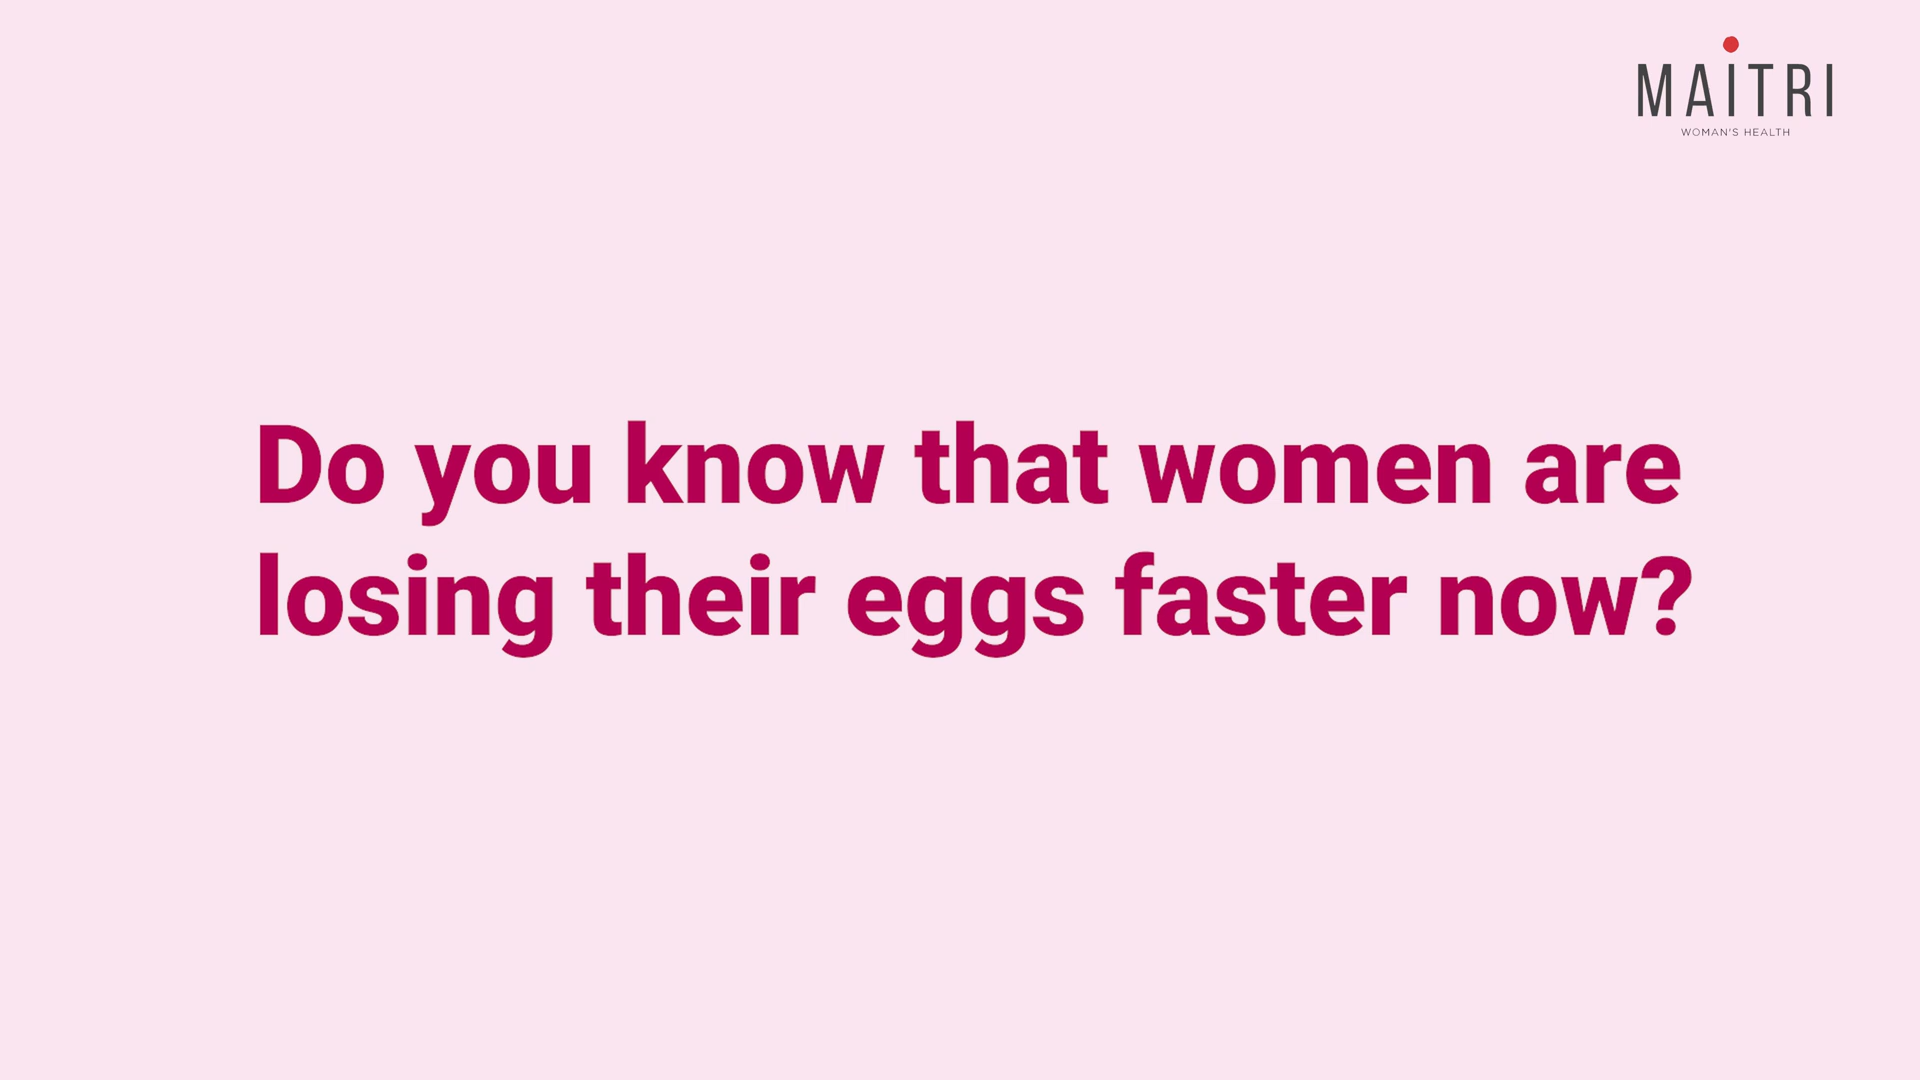 MAITRI
WOMAN'S HEALTH
Do you know that women are
losing their eggs faster now?